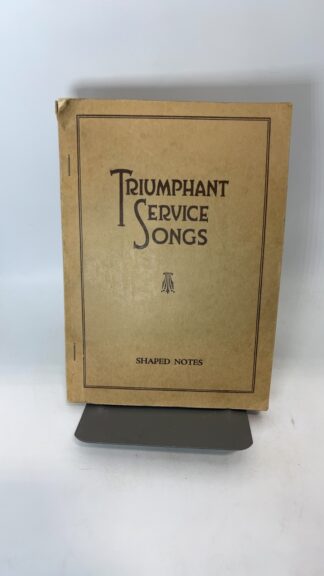 TRIUMPHANT
SERVICE
SONGS
SHAPED NOTES